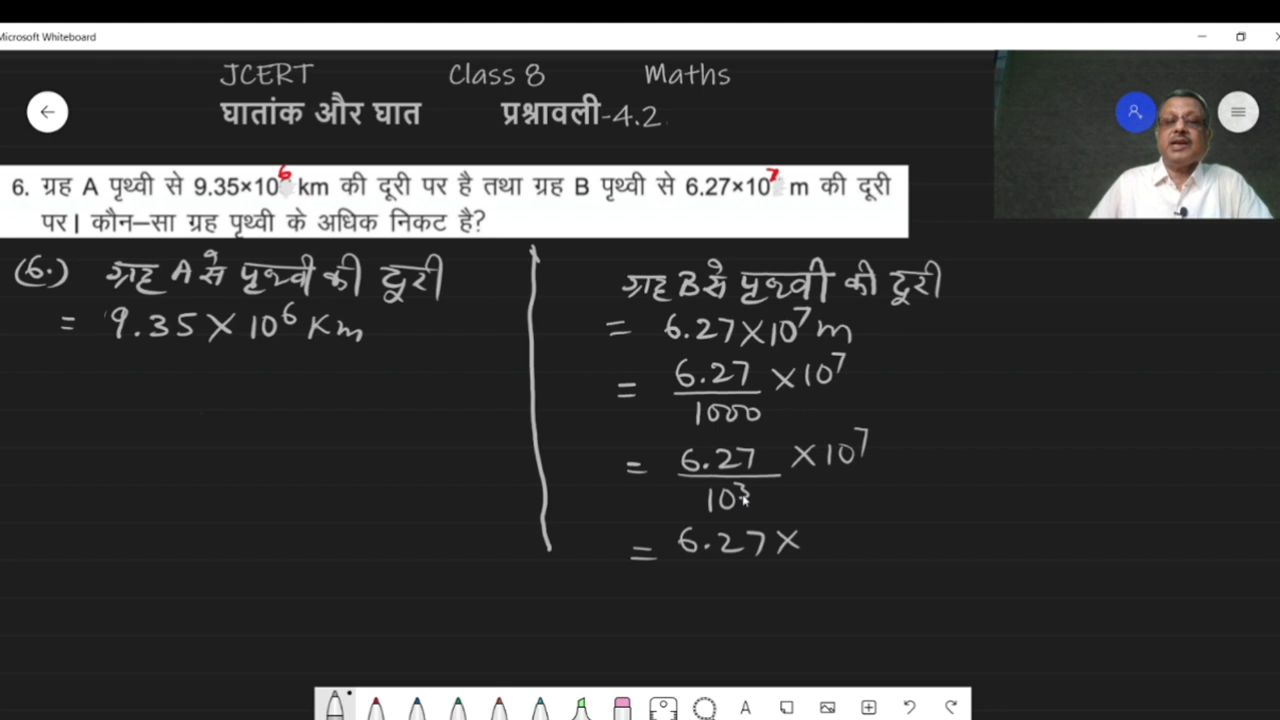 Microsoft Whiteboard
JCERT Class 8 Maths
घातांक और घात प्रश्नावली-4.2
6. ग्रह A पृथ्वी से 9.35×10⁶ km की दूरी पर है तथा ग्रह B पृथ्वी से 6.27×10⁷ m की दूरी
पर। कौन–सा ग्रह पृथ्वी के अधिक निकट है?
(6.) ग्रह A से पृथ्वी की दूरी
= 9.35 × 10⁶ Km
ग्रह B से पृथ्वी की दूरी
= 6.27×10⁷ m
= 6.27/1000 ×10⁷
= 6.27/10³ ×10⁷
= 6.27×
A